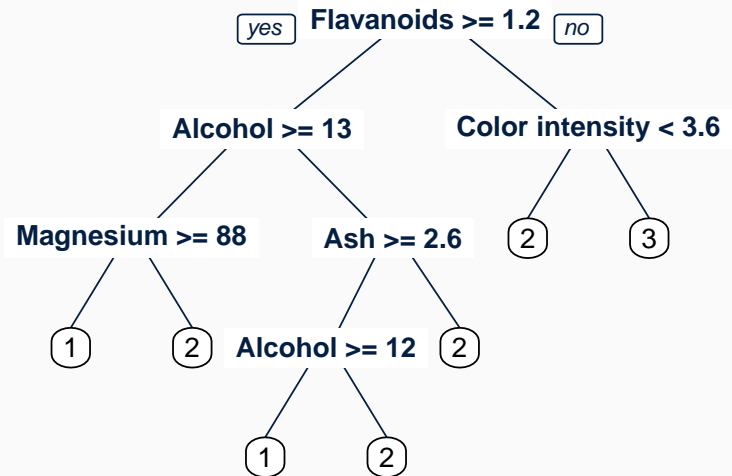 yes Flavanoids >= 1.2 no
Alcohol >= 13 Color intensity < 3.6
Magnesium >= 88 Ash >= 2.6 2 3
1 2 Alcohol >= 12 2
1 2